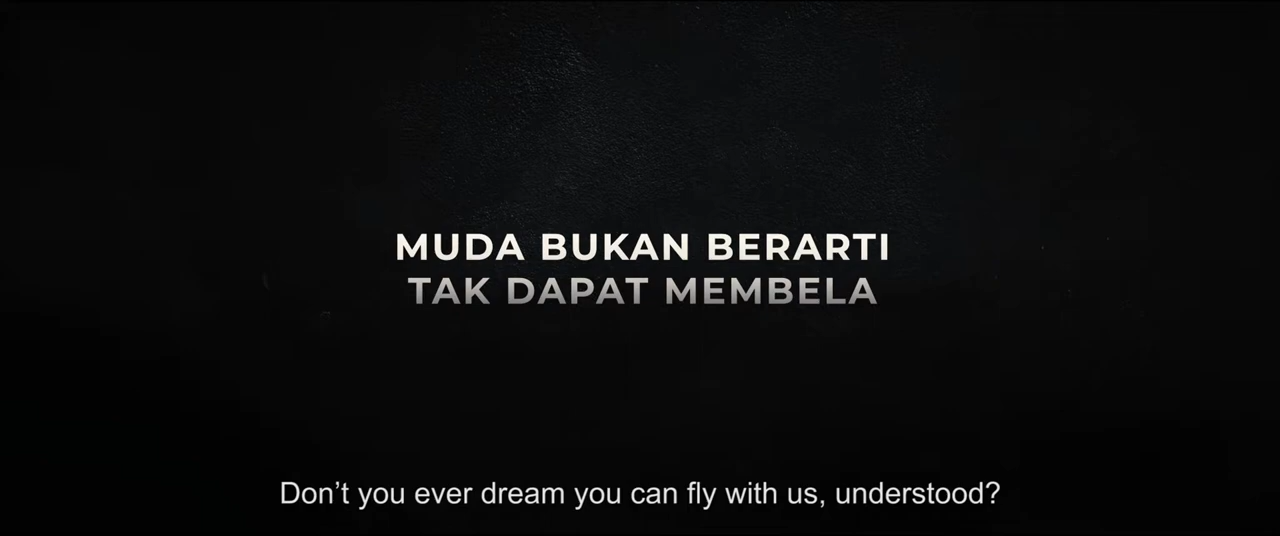 MUDA BUKAN BERARTI
TAK DAPAT MEMBELA
Don’t you ever dream you can fly with us, understood?